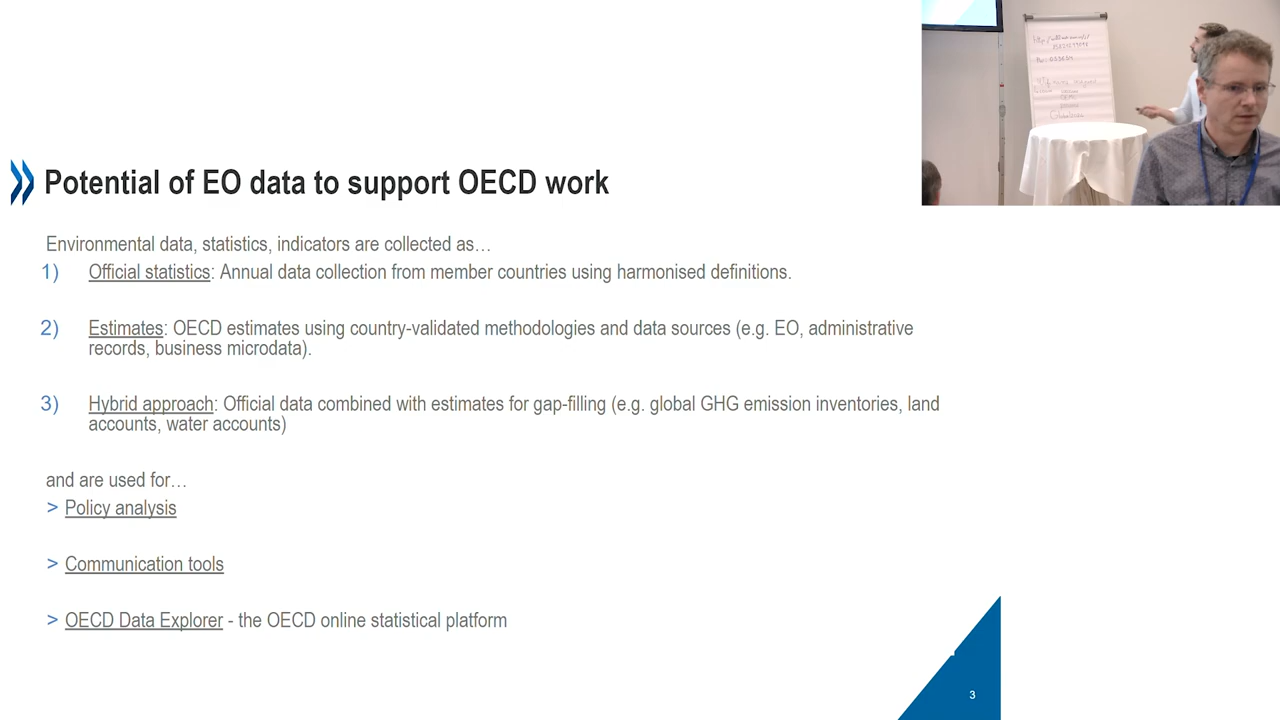 Potential of EO data to support OECD work
Environmental data, statistics, indicators are collected as…
1) Official statistics: Annual data collection from member countries using harmonised definitions.
2) Estimates: OECD estimates using country-validated methodologies and data sources (e.g. EO, administrative
records, business microdata).
3) Hybrid approach: Official data combined with estimates for gap-filling (e.g. global GHG emission inventories, land
accounts, water accounts)
and are used for…
> Policy analysis
> Communication tools
> OECD Data Explorer - the OECD online statistical platform
3